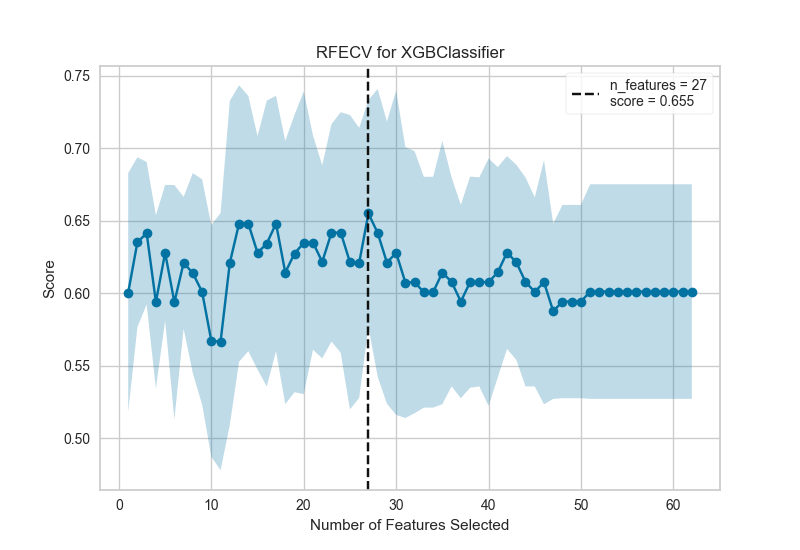 RFECV for XGBClassifier
n_features = 27
score = 0.655
0.75
0.70
0.65
0.60
0.55
0.50
Score
0 10 20 30 40 50 60
Number of Features Selected